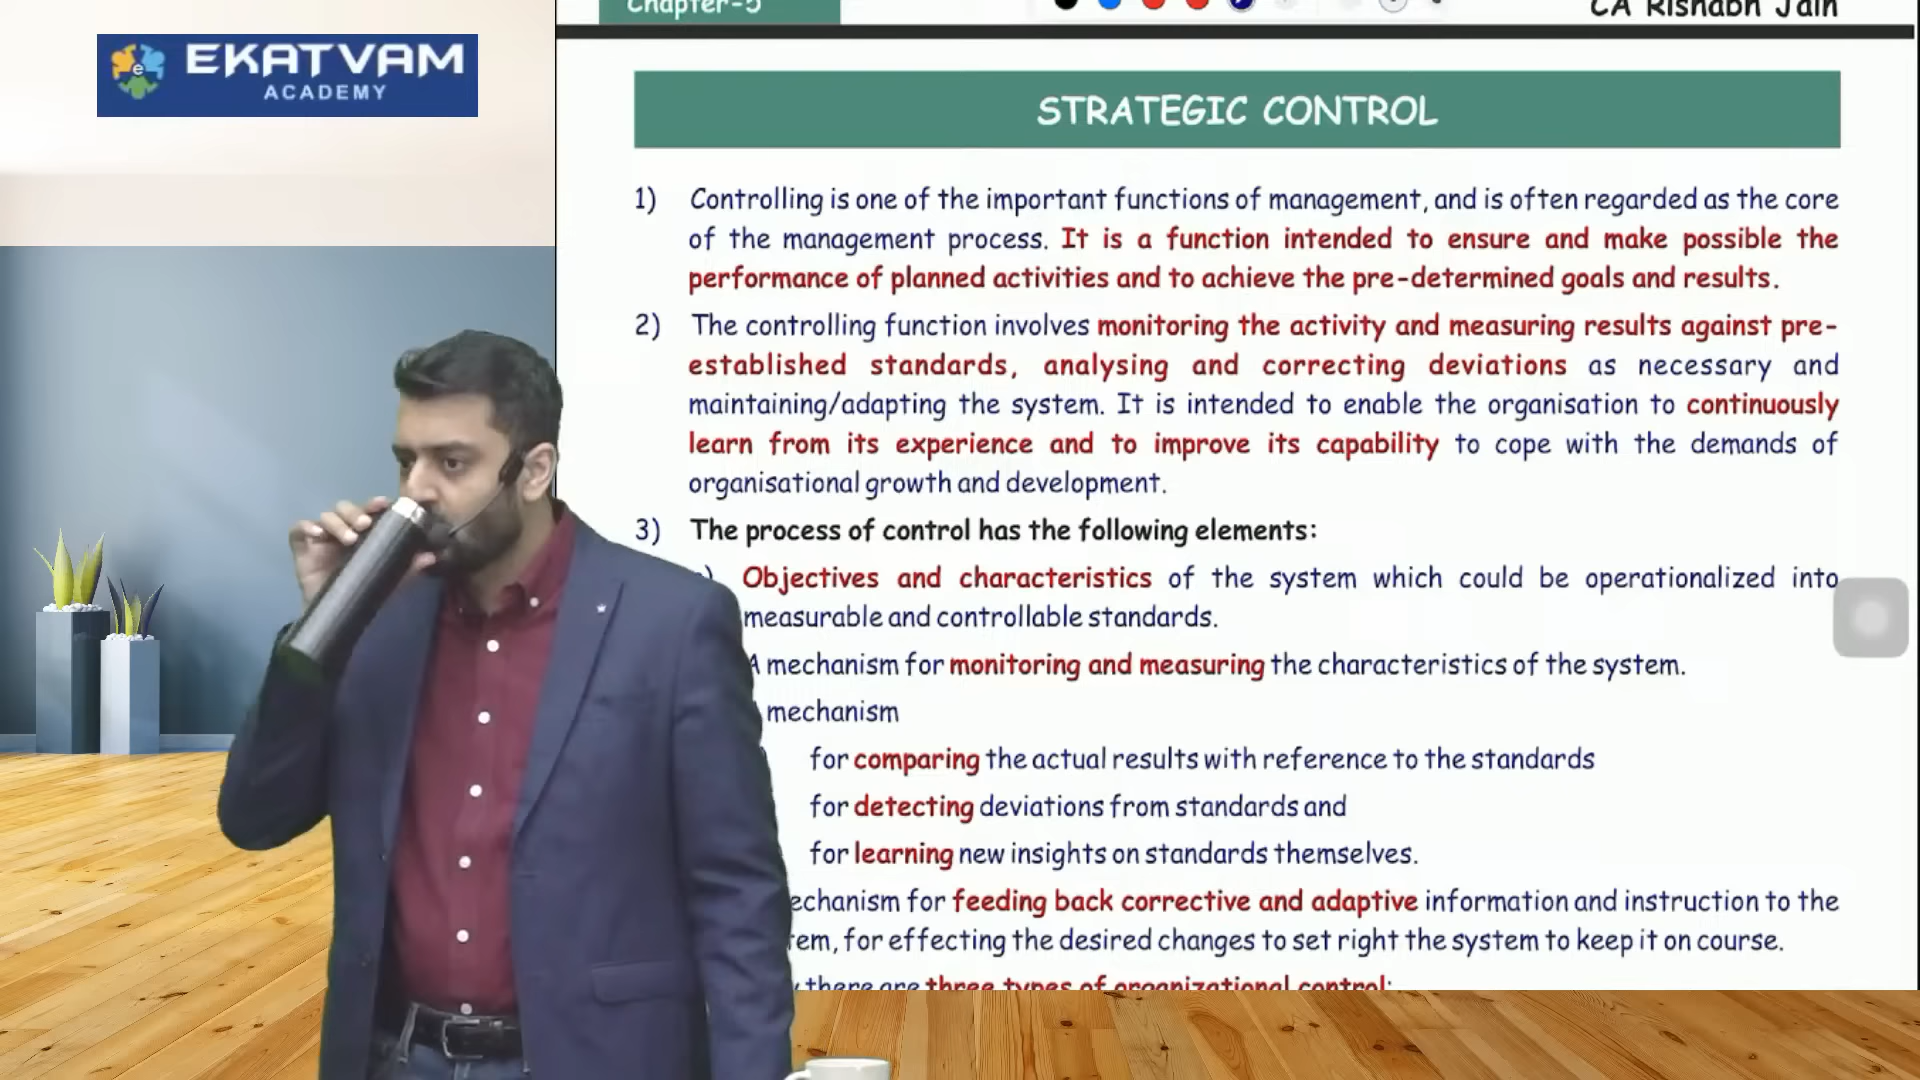 Chapter-5
CA Rishabh Jain
EKATVAM
ACADEMY
STRATEGIC CONTROL
1) Controlling is one of the important functions of management, and is often regarded as the core
of the management process. It is a function intended to ensure and make possible the
performance of planned activities and to achieve the pre-determined goals and results.
2) The controlling function involves monitoring the activity and measuring results against pre-
established standards, analysing and correcting deviations as necessary and
maintaining/adapting the system. It is intended to enable the organisation to continuously
learn from its experience and to improve its capability to cope with the demands of
organisational growth and development.
3) The process of control has the following elements:
Objectives and characteristics of the system which could be operationalized into
measurable and controllable standards.
A mechanism for monitoring and measuring the characteristics of the system.
mechanism
for comparing the actual results with reference to the standards
for detecting deviations from standards and
for learning new insights on standards themselves.
echanism for feeding back corrective and adaptive information and instruction to the
tem, for effecting the desired changes to set right the system to keep it on course.
there are three types of organizational control: